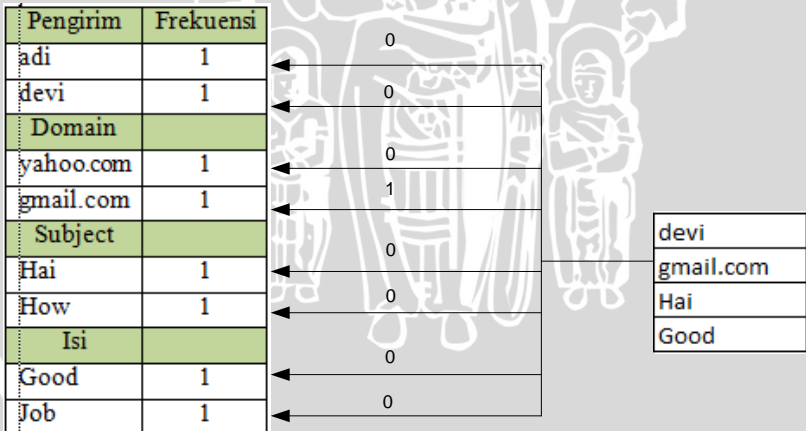 Pengirim Frekuensi
adi 1
devi 1
Domain
yahoo.com 1
gmail.com 1
Subject
Hai 1
How 1
Isi
Good 1
Job 1
0
0
0
1
0
0
0
0
devi
gmail.com
Hai
Good